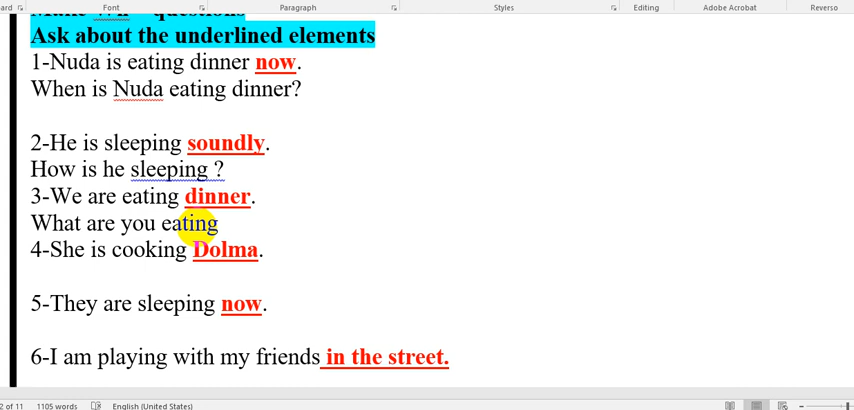 Font
Paragraph
Styles
Editing
Adobe Acrobat
Reverso
Ask about the underlined elements
1-Nuda is eating dinner now.
When is Nuda eating dinner?
2-He is sleeping soundly.
How is he sleeping ?
3-We are eating dinner.
What are you eating
4-She is cooking Dolma.
5-They are sleeping now.
6-I am playing with my friends in the street.
2 of 11 1105 words English (United States)